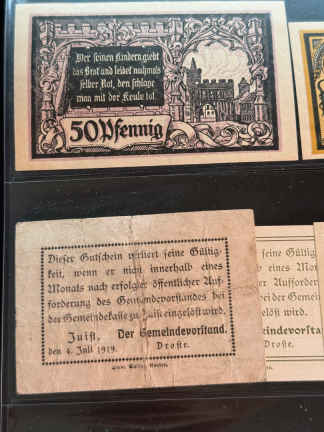 Wer seinen Kindern giebt
das Brot und leidet nachmals
selber Not, den schlage
man mit der Keule tot.
50 Pfennig
Dieser Gutschein verliert seine Gültig-
keit, wenn er nicht innerhalb eines
Monats nach erfolgter öffentlicher Auf-
forderung des Gemeindevorstandes bei
der Gemeindekasse zu Juist eingelöst wird.
Juist, Der Gemeindevorstand.
den 4. Juli 1919. Droste.
seine Gültig-
eines
Aufforder
der Gemein
eingelöst wird.
Gemeindevorsta
Droste.